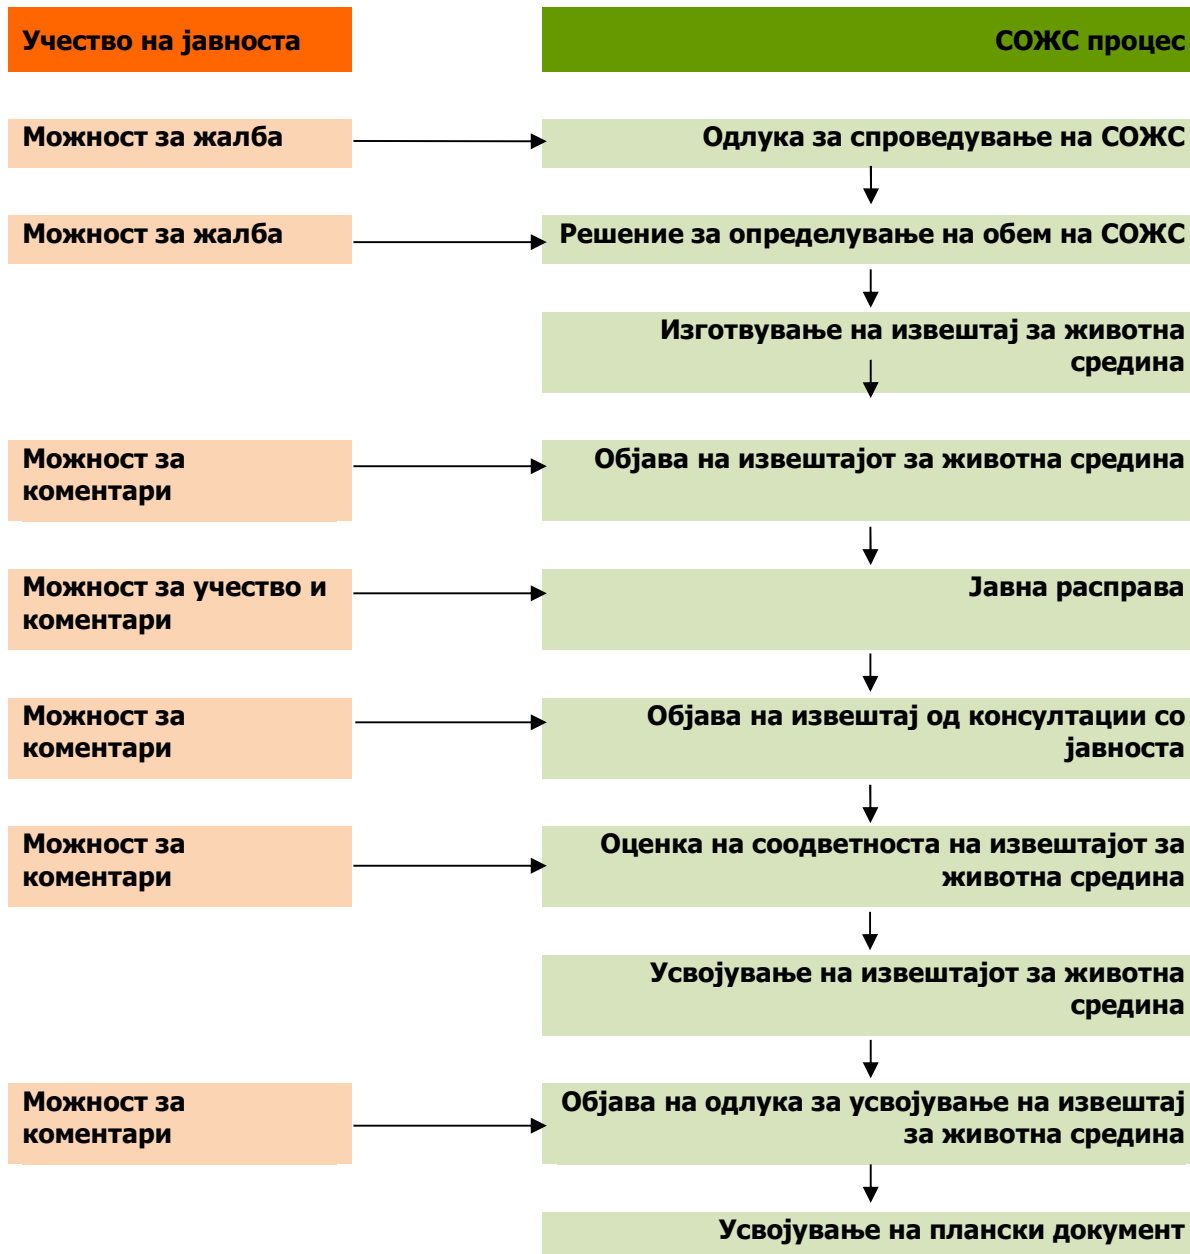 Учество на јавноста
СОЖС процес
Можност за жалба
Одлука за спроведување на СОЖС
Можност за жалба
Решение за определување на обем на СОЖС
Изготвување на извештај за животна
средина
Можност за
коментари
Објава на извештајот за животна средина
Можност за учество и
коментари
Јавна расправа
Можност за
коментари
Објава на извештај од консултации со
јавноста
Можност за
коментари
Оценка на соодветноста на извештајот за
животна средина
Усвојување на извештајот за животна
средина
Можност за
коментари
Објава на одлука за усвојување на извештај
за животна средина
Усвојување на плански документ